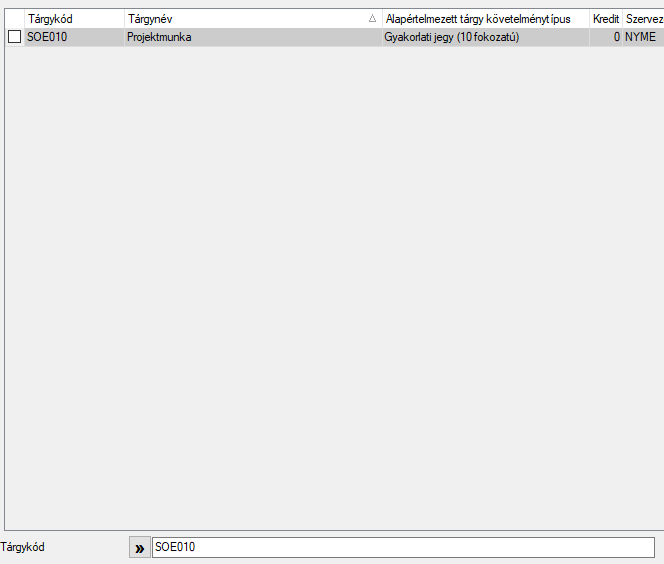 Tárgykód Tárgynév Alapértelmezett tárgy követelménytípus Kredit Szervez
SOE010 Projektmunka Gyakorlati jegy (10 fokozatú) 0 NYME
Tárgykód » SOE010